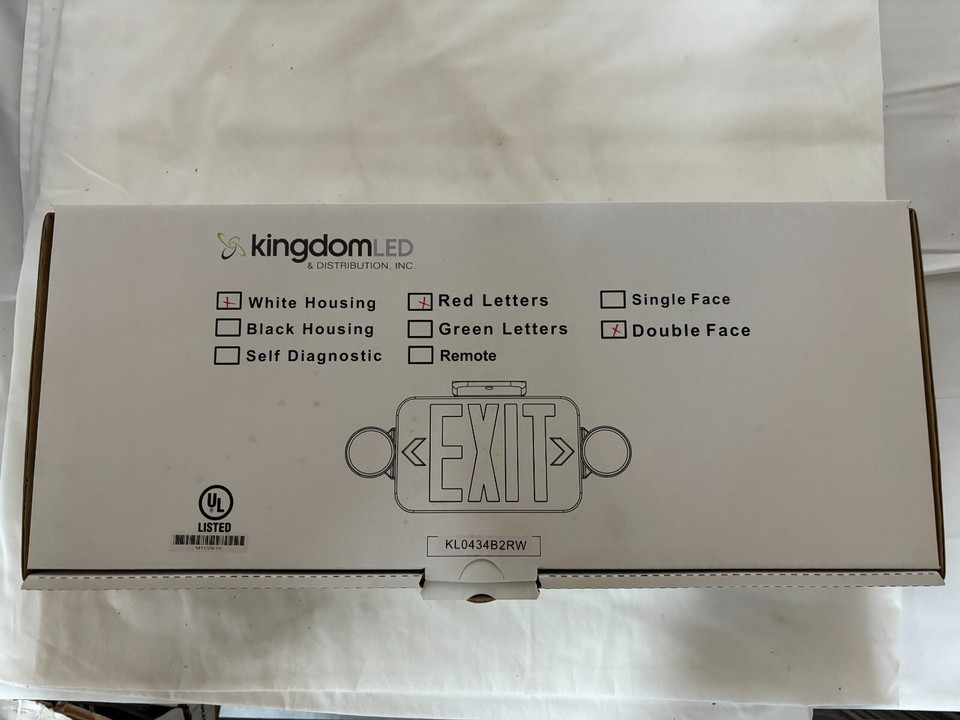 kingdomLED
& DISTRIBUTION, INC.
White Housing
Red Letters
Single Face
Black Housing
Green Letters
Double Face
Self Diagnostic
Remote
EXIT
UL
LISTED
KL0434B2RW